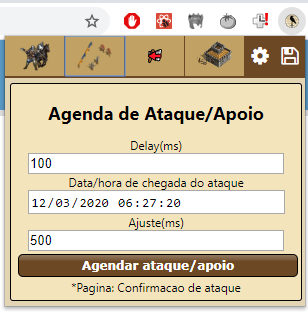 Agenda de Ataque/Apoio
Delay(ms)
100
Data/hora de chegada do ataque
12/03/2020 06:27:20
Ajuste(ms)
500
Agendar ataque/apoio
*Pagina: Confirmacao de ataque